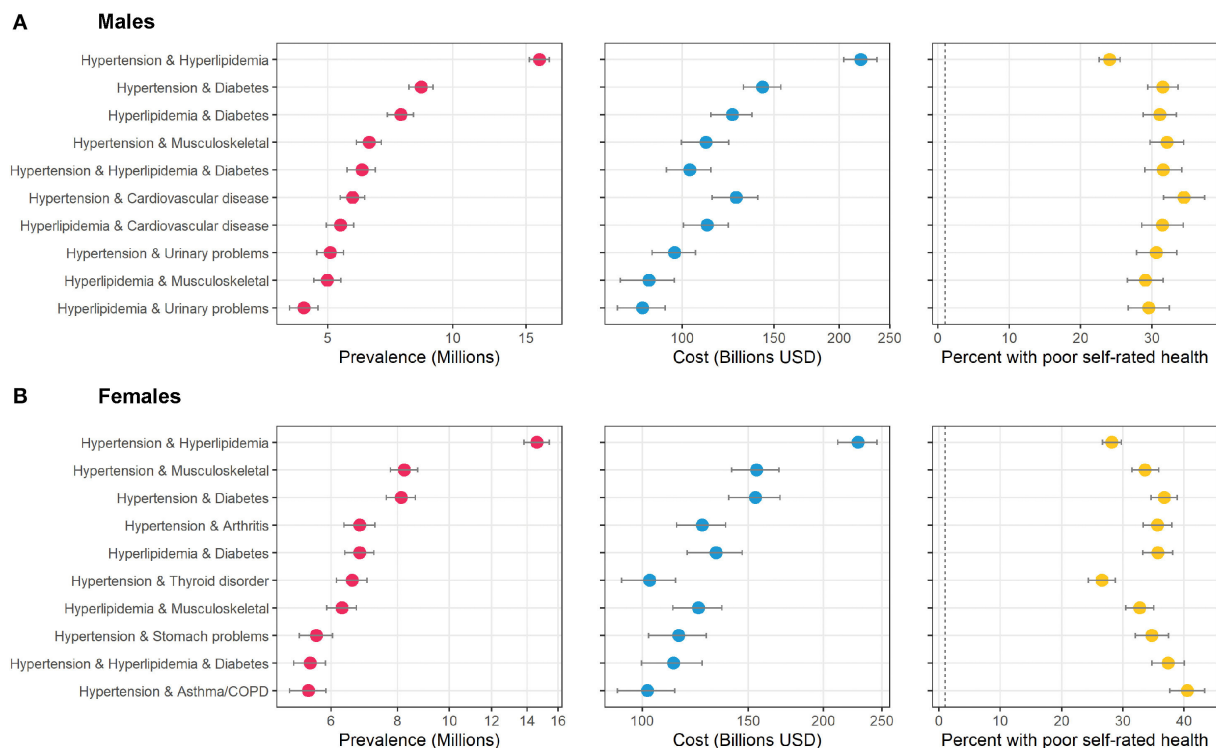 A Males
Hypertension & Hyperlipidemia
Hypertension & Diabetes
Hyperlipidemia & Diabetes
Hypertension & Musculoskeletal
Hypertension & Hyperlipidemia & Diabetes
Hypertension & Cardiovascular disease
Hyperlipidemia & Cardiovascular disease
Hypertension & Urinary problems
Hyperlipidemia & Musculoskeletal
Hyperlipidemia & Urinary problems
5 10 15 100 150 200 250 0 10 20 30
Prevalence (Millions) Cost (Billions USD) Percent with poor self-rated health
B Females
Hypertension & Hyperlipidemia
Hypertension & Musculoskeletal
Hypertension & Diabetes
Hypertension & Arthritis
Hyperlipidemia & Diabetes
Hypertension & Thyroid disorder
Hyperlipidemia & Musculoskeletal
Hypertension & Stomach problems
Hypertension & Hyperlipidemia & Diabetes
Hypertension & Asthma/COPD
6 8 10 12 14 16 100 150 200 250 0 10 20 30 40
Prevalence (Millions) Cost (Billions USD) Percent with poor self-rated health